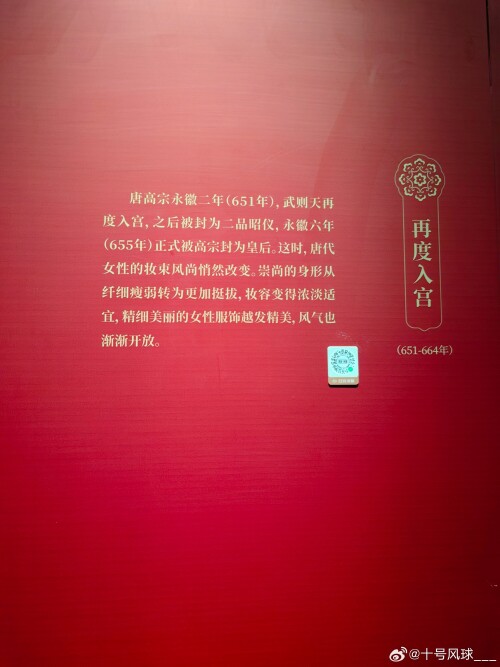 再度入宫
(651-664年)
唐高宗永徽二年(651年),武则天再
度入宫,之后被封为二品昭仪,永徽六年
(655年)正式被高宗封为皇后。这时,唐代
女性的妆束风尚悄然改变。崇尚的身形从
纤细瘦弱转为更加挺拔,妆容变得浓淡适
宜,精细美丽的女性服饰越发精美,风气也
渐渐开放。
@十号风球___